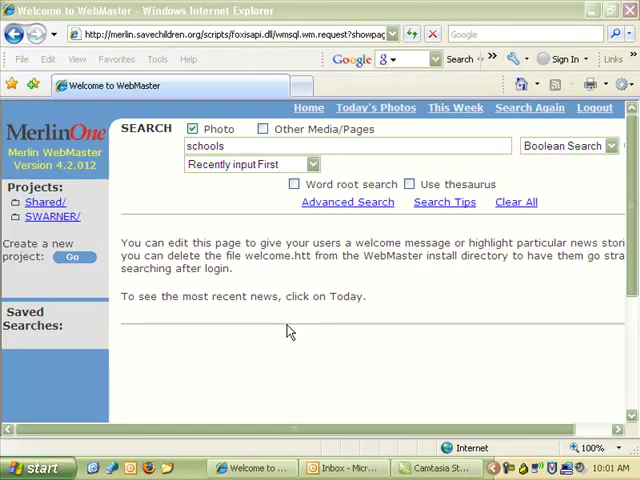 Welcome to WebMaster - Windows Internet Explorer
http://merlin.savechildren.org/scripts/foxisapi.dll/wmsql.wm.request?showpag
Google
File Edit View Favorites Tools Help
Google G Search » Sign In Links
Welcome to WebMaster
Home Today's Photos This Week Search Again Logout
MerlinOne
Merlin WebMaster
Version 4.2.012
SEARCH Photo Other Media/Pages
schools Boolean Search
Recently input First
Word root search Use thesaurus
Advanced Search Search Tips Clear All
Projects:
Shared/
SWARNER/
Create a new
project: Go
You can edit this page to give your users a welcome message or highlight particular news stori
you can delete the file welcome.htt from the WebMaster install directory to have them go stra
searching after login.
To see the most recent news, click on Today.
Saved
Searches:
Internet 100%
start Welcome to ... Inbox - Micr... Camtasia St... 10:01 AM